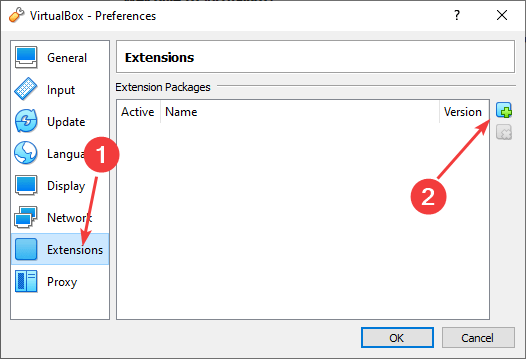 VirtualBox - Preferences
?
General
Input
Update
Display
Network
Extensions
Proxy
Extensions
Extension Packages
Active Name Version
1
2
OK Cancel